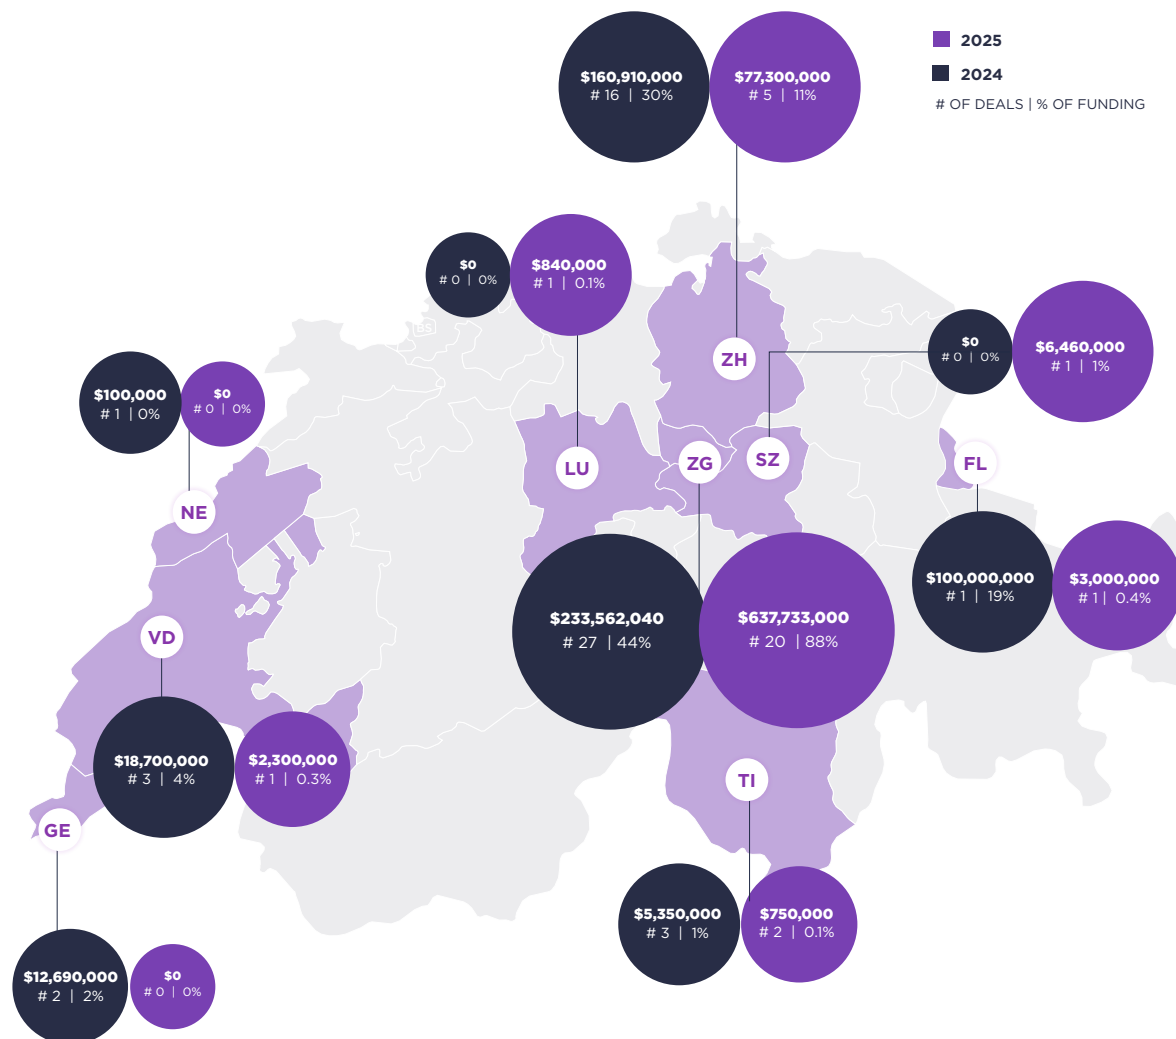 2025
2024
# OF DEALS | % OF FUNDING
$160,910,000
# 16 | 30%
$77,300,000
# 5 | 11%
ZH
$0
# 0 | 0%
$840,000
# 1 | 0.1%
LU
BS
$0
# 0 | 0%
$6,460,000
# 1 | 1%
SZ
$100,000
# 1 | 0%
$0
# 0 | 0%
NE
ZG
$233,562,040
# 27 | 44%
$637,733,000
# 20 | 88%
FL
$100,000,000
# 1 | 19%
$3,000,000
# 1 | 0.4%
VD
$18,700,000
# 3 | 4%
$2,300,000
# 1 | 0.3%
TI
$5,350,000
# 3 | 1%
$750,000
# 2 | 0.1%
GE
$12,690,000
# 2 | 2%
$0
# 0 | 0%